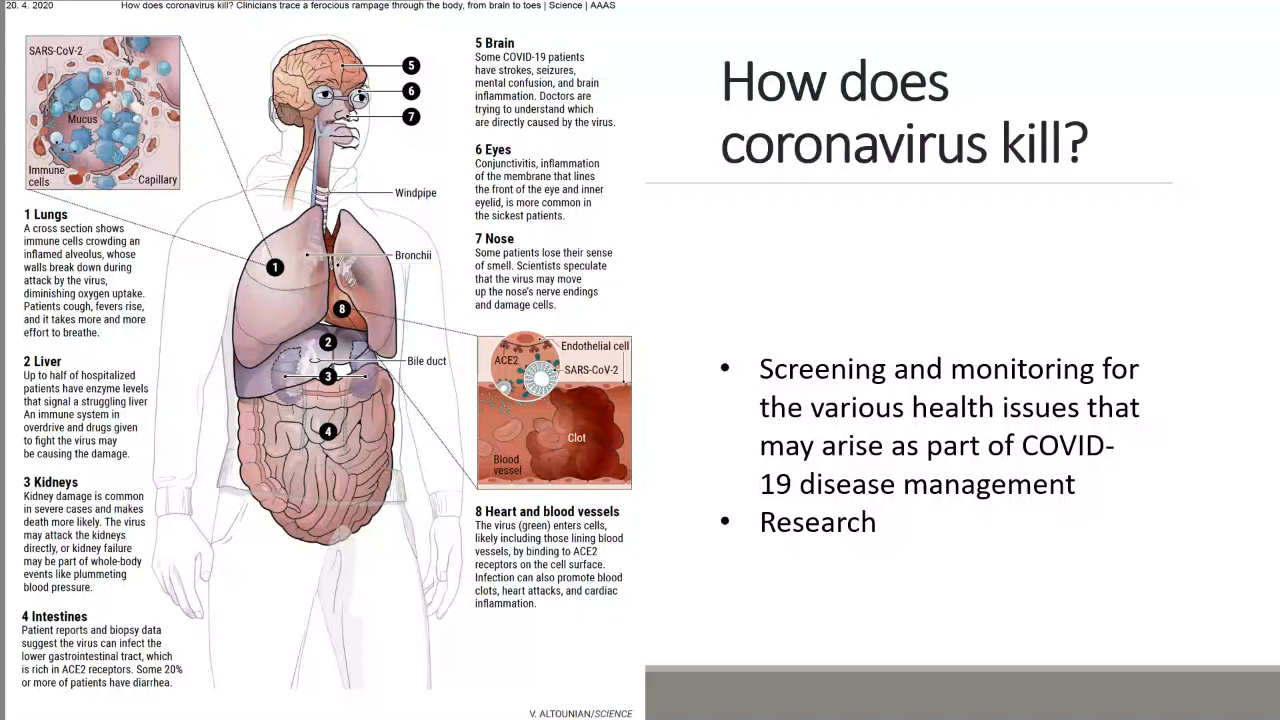 20. 4. 2020
How does coronavirus kill? Clinicians trace a ferocious rampage through the body, from brain to toes | Science | AAAS
SARS-CoV-2
Mucus
Immune
cells
Capillary
1 Lungs
A cross section shows
immune cells crowding an
inflamed alveolus, whose
walls break down during
attack by the virus,
diminishing oxygen uptake.
Patients cough, fevers rise,
and it takes more and more
effort to breathe.
2 Liver
Up to half of hospitalized
patients have enzyme levels
that signal a struggling liver
An immune system in
overdrive and drugs given
to fight the virus may
be causing the damage.
3 Kidneys
Kidney damage is common
in severe cases and makes
death more likely. The virus
may attack the kidneys
directly, or kidney failure
may be part of whole-body
events like plummeting
blood pressure.
4 Intestines
Patient reports and biopsy data
suggest the virus can infect the
lower gastrointestinal tract, which
is rich in ACE2 receptors. Some 20%
or more of patients have diarrhea.
5
6
7
Windpipe
Bronchii
1
8
2
Bile duct
3
4
5 Brain
Some COVID-19 patients
have strokes, seizures,
mental confusion, and brain
inflammation. Doctors are
trying to understand which
are directly caused by the virus.
6 Eyes
Conjunctivitis, inflammation
of the membrane that lines
the front of the eye and inner
eyelid, is more common in
the sickest patients.
7 Nose
Some patients lose their sense
of smell. Scientists speculate
that the virus may move
up the nose's nerve endings
and damage cells.
Endothelial cell
ACE2
SARS-CoV-2
Clot
Blood
vessel
8 Heart and blood vessels
The virus (green) enters cells,
likely including those lining blood
vessels, by binding to ACE2
receptors on the cell surface.
Infection can also promote blood
clots, heart attacks, and cardiac
inflammation.
V. ALTOUNIAN/SCIENCE
How does
coronavirus kill?
• Screening and monitoring for
the various health issues that
may arise as part of COVID-
19 disease management
• Research